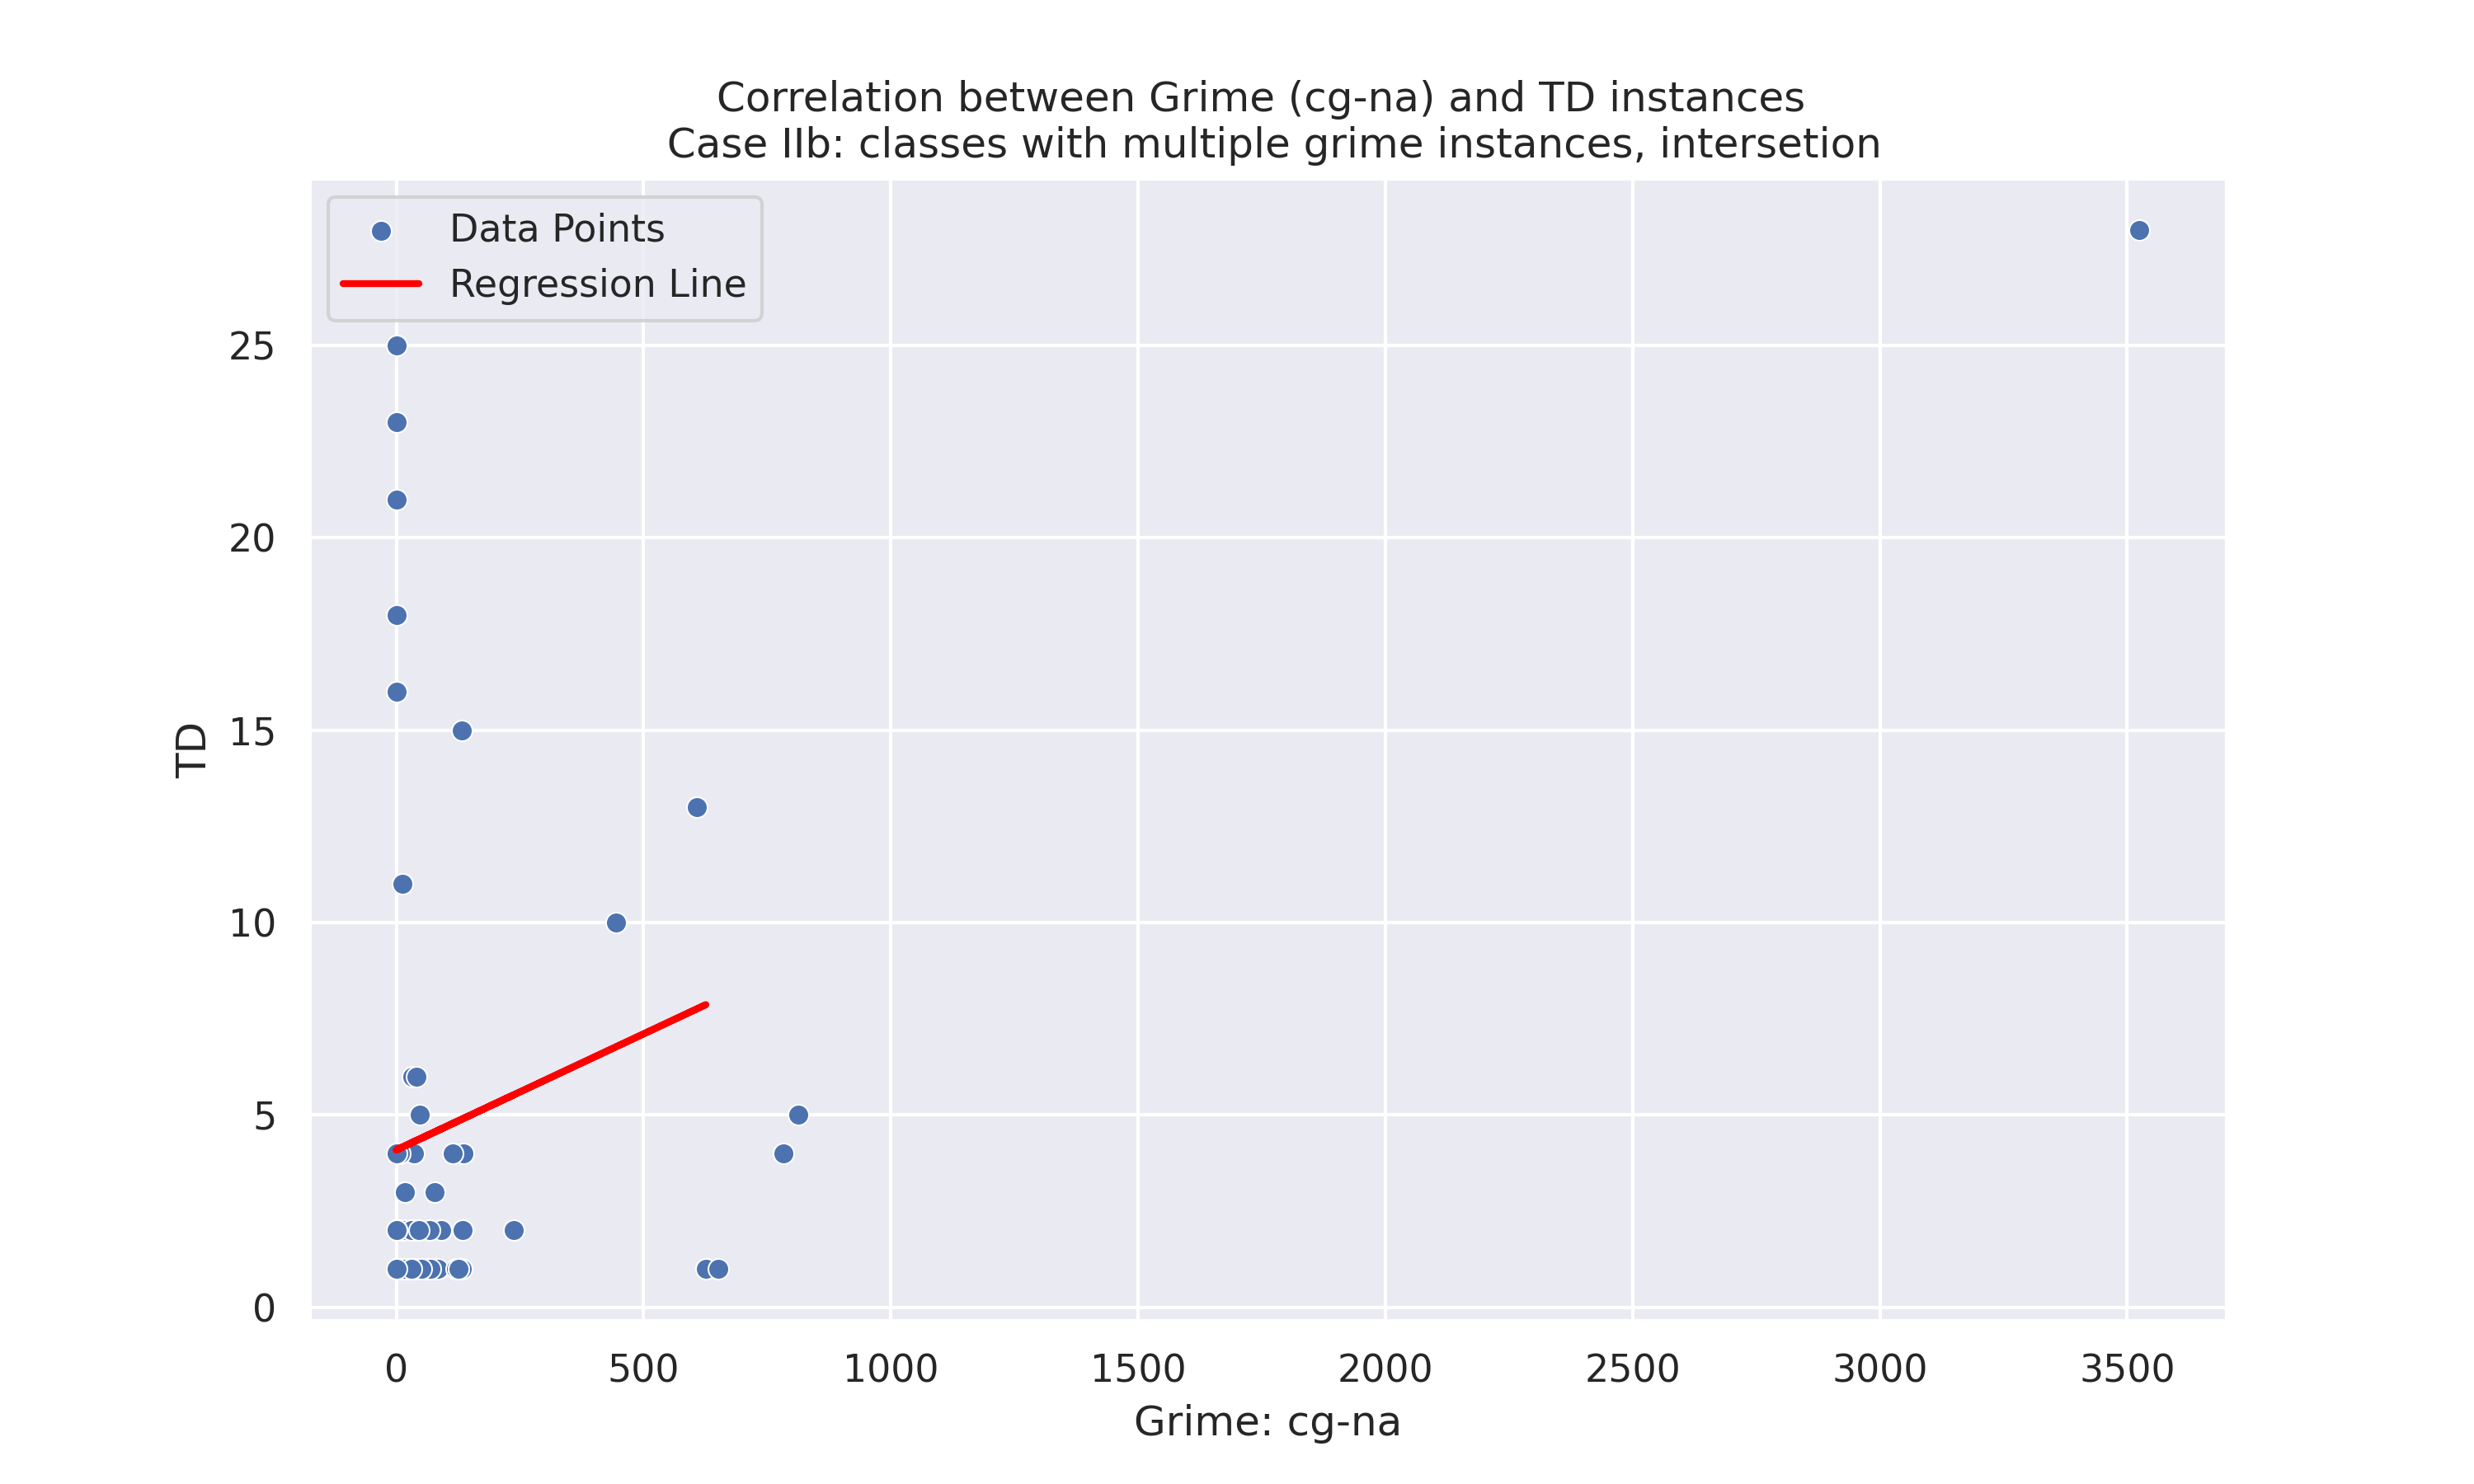 Correlation between Grime (cg-na) and TD instances
Case IIb: classes with multiple grime instances, intersetion
Data Points
Regression Line
25
20
15
10
5
0
TD
0 500 1000 1500 2000 2500 3000 3500
Grime: cg-na